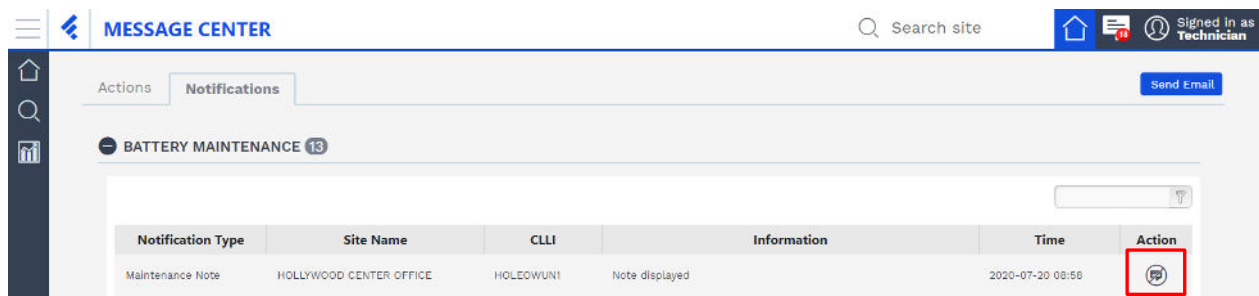 MESSAGE CENTER
Search site
18
Signed in as
Technician
Actions
Notifications
Send Email
BATTERY MAINTENANCE 13
Notification Type Site Name CLLI Information Time Action
Maintenance Note HOLLYWOOD CENTER OFFICE HOLEOWUN1 Note displayed 2020-07-20 08:58